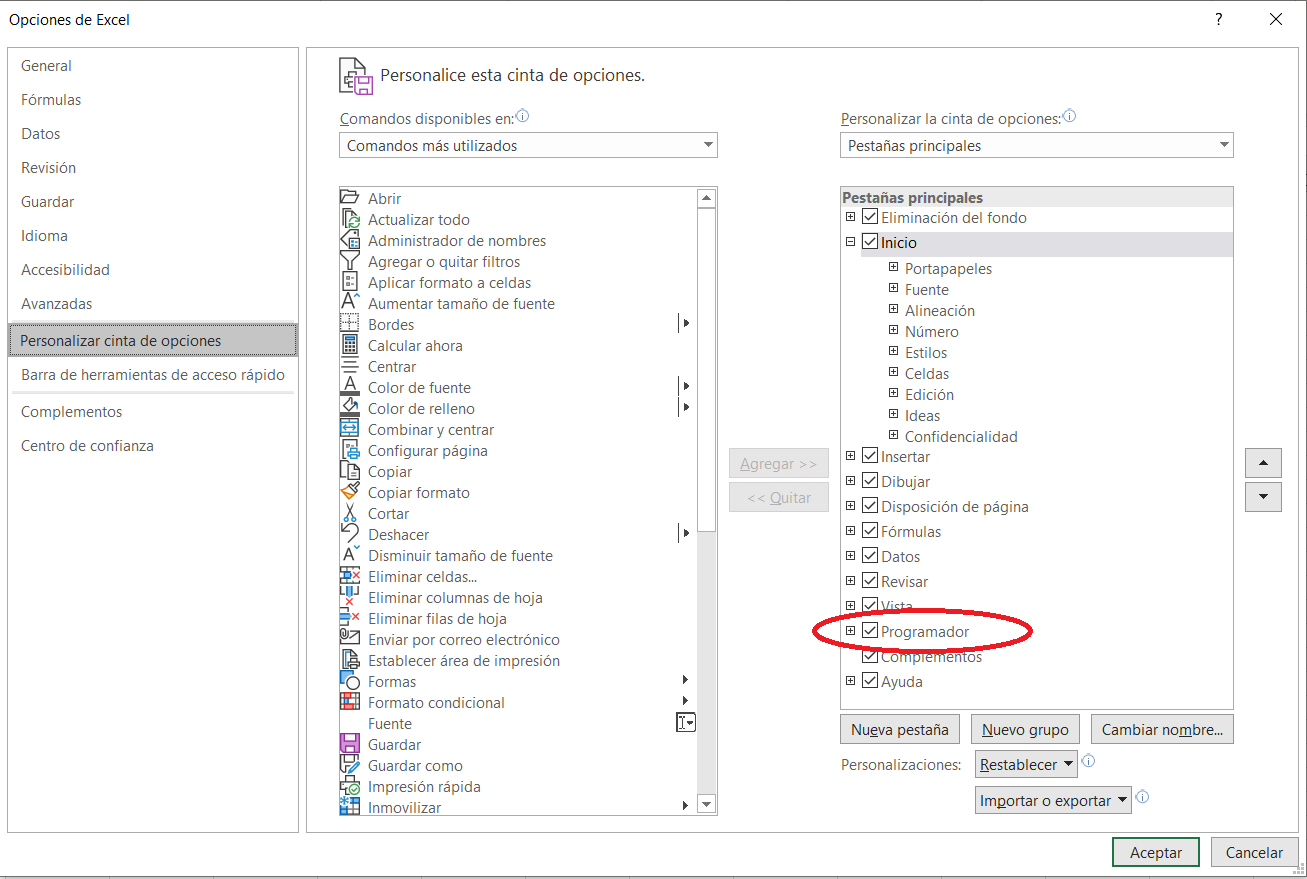 Opciones de Excel
?
General
Fórmulas
Datos
Revisión
Guardar
Idioma
Accesibilidad
Avanzadas
Personalizar cinta de opciones
Barra de herramientas de acceso rápido
Complementos
Centro de confianza
Personalice esta cinta de opciones.
Comandos disponibles en:
Comandos más utilizados
Abrir
Actualizar todo
Administrador de nombres
Agregar o quitar filtros
Aplicar formato a celdas
Aumentar tamaño de fuente
Bordes
Calcular ahora
Centrar
Color de fuente
Color de relleno
Combinar y centrar
Configurar página
Copiar
Copiar formato
Cortar
Deshacer
Disminuir tamaño de fuente
Eliminar celdas...
Eliminar columnas de hoja
Eliminar filas de hoja
Enviar por correo electrónico
Establecer área de impresión
Formas
Formato condicional
Fuente
Guardar
Guardar como
Impresión rápida
Inmovilizar
Agregar >>
<< Quitar
Personalizar la cinta de opciones:
Pestañas principales
Pestañas principales
Eliminación del fondo
Inicio
Portapapeles
Fuente
Alineación
Número
Estilos
Celdas
Edición
Ideas
Confidencialidad
Insertar
Dibujar
Disposición de página
Fórmulas
Datos
Revisar
Vista
Programador
Complementos
Ayuda
Nueva pestaña Nuevo grupo Cambiar nombre...
Personalizaciones: Restablecer
Importar o exportar
Aceptar Cancelar